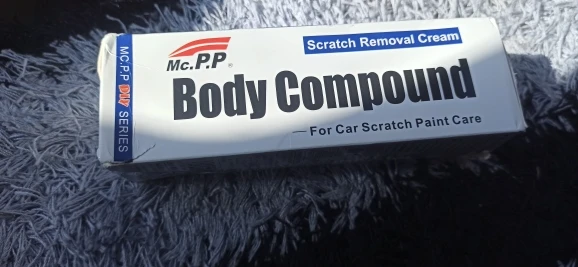 MC.P.P DIY SERIES
Mc.P.P®
Scratch Removal Cream
Body Compound
— For Car Scratch Paint Care